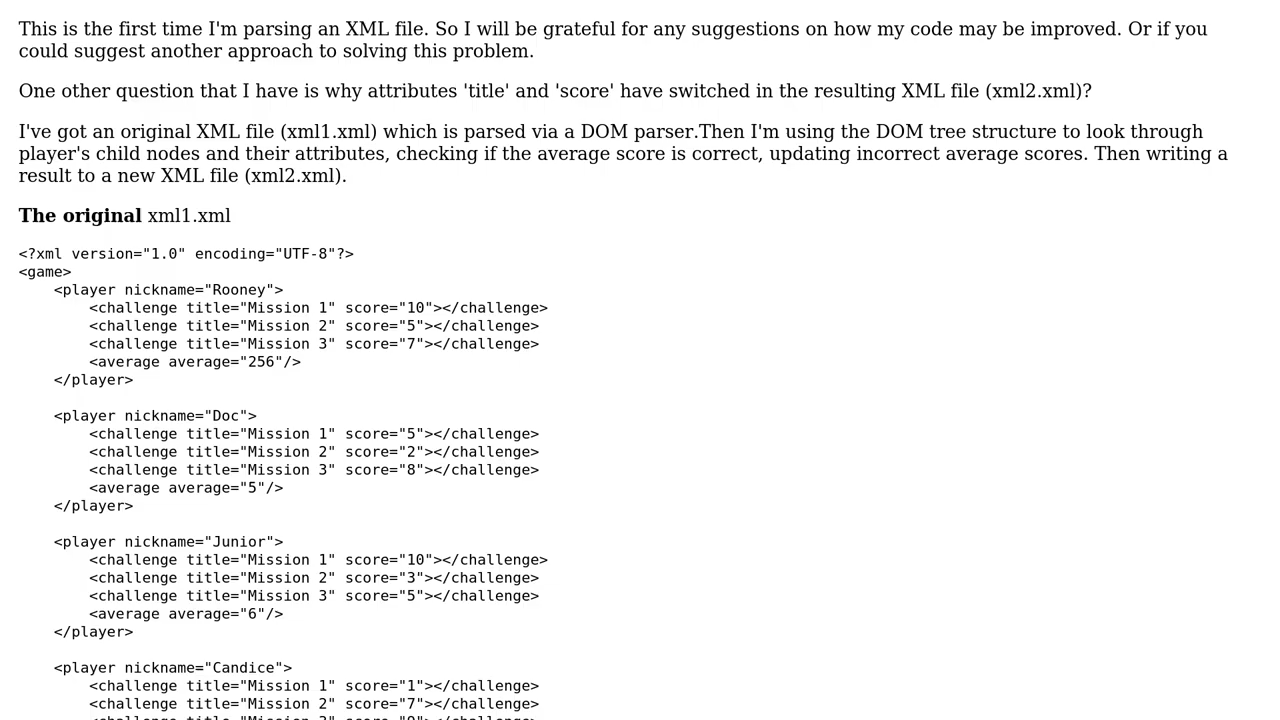 This is the first time I'm parsing an XML file. So I will be grateful for any suggestions on how my code may be improved. Or if you
could suggest another approach to solving this problem.
One other question that I have is why attributes 'title' and 'score' have switched in the resulting XML file (xml2.xml)?
I've got an original XML file (xml1.xml) which is parsed via a DOM parser.Then I'm using the DOM tree structure to look through
player's child nodes and their attributes, checking if the average score is correct, updating incorrect average scores. Then writing a
result to a new XML file (xml2.xml).
The original xml1.xml
<?xml version="1.0" encoding="UTF-8"?>
<game>
    <player nickname="Rooney">
        <challenge title="Mission 1" score="10"></challenge>
        <challenge title="Mission 2" score="5"></challenge>
        <challenge title="Mission 3" score="7"></challenge>
        <average average="256"/>
    </player>
    <player nickname="Doc">
        <challenge title="Mission 1" score="5"></challenge>
        <challenge title="Mission 2" score="2"></challenge>
        <challenge title="Mission 3" score="8"></challenge>
        <average average="5"/>
    </player>
    <player nickname="Junior">
        <challenge title="Mission 1" score="10"></challenge>
        <challenge title="Mission 2" score="3"></challenge>
        <challenge title="Mission 3" score="5"></challenge>
        <average average="6"/>
    </player>
    <player nickname="Candice">
        <challenge title="Mission 1" score="1"></challenge>
        <challenge title="Mission 2" score="7"></challenge>